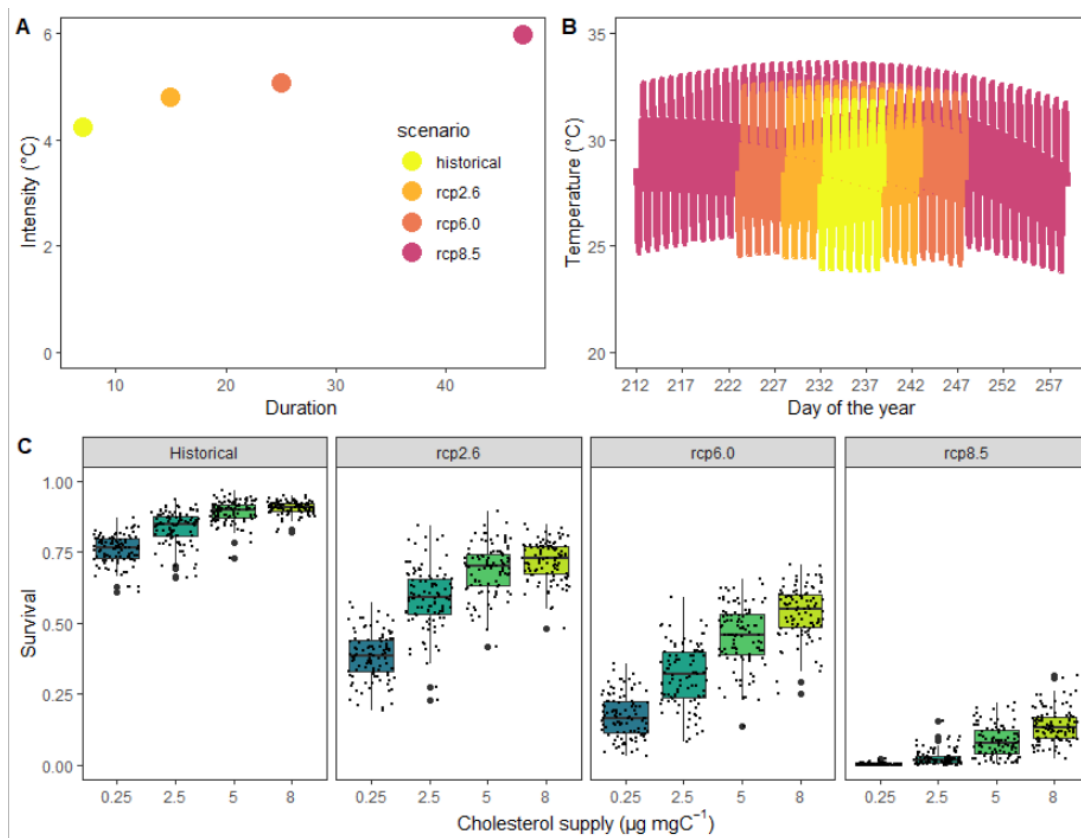 A
6
4
2
0
Intensity (°C)
10
20
30
40
Duration
scenario
historical
rcp2.6
rcp6.0
rcp8.5
B
35
30
25
20
Temperature (°C)
212
217
222
227
232
237
242
247
252
257
Day of the year
C
Historical
rcp2.6
rcp6.0
rcp8.5
1.00
0.75
0.50
0.25
0.00
Survival
0.25
2.5
5
8
0.25
2.5
5
8
0.25
2.5
5
8
0.25
2.5
5
8
Cholesterol supply (µg mgC⁻¹)